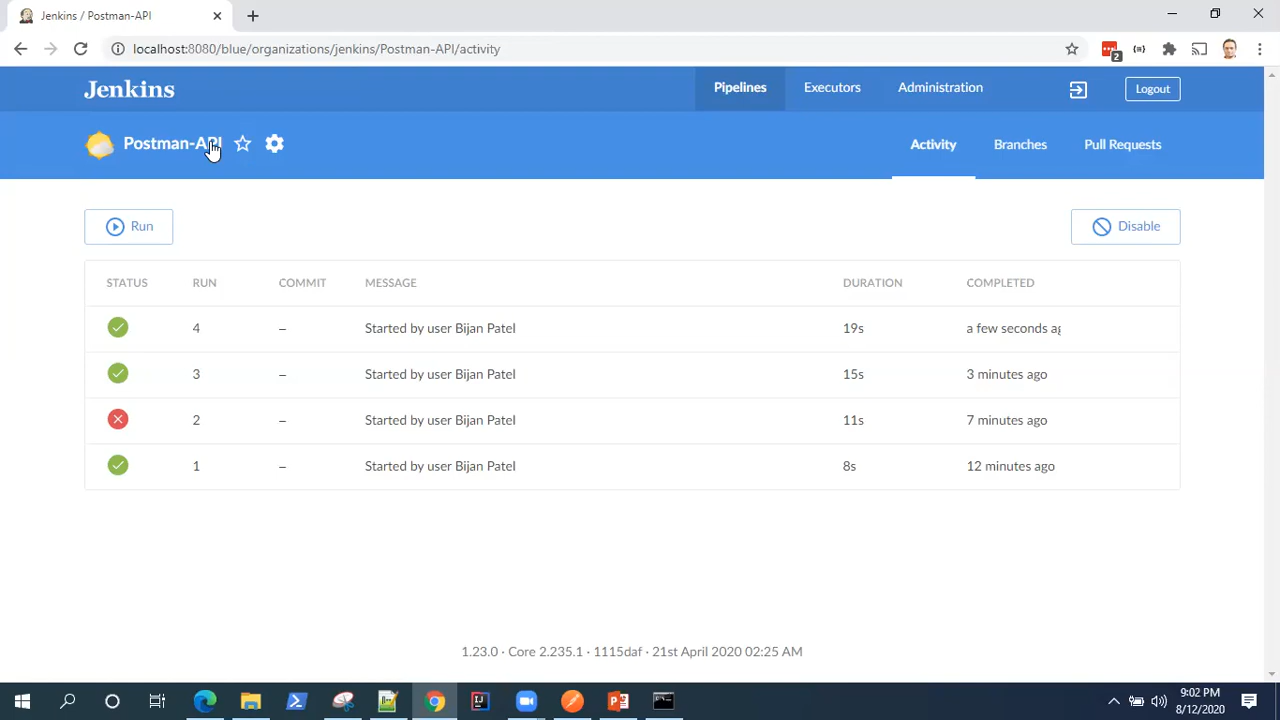 Jenkins / Postman-API
localhost:8080/blue/organizations/jenkins/Postman-API/activity
2
Jenkins
Pipelines
Executors
Administration
Logout
Postman-API
Activity
Branches
Pull Requests
Run
Disable
STATUS RUN COMMIT MESSAGE DURATION COMPLETED
4 – Started by user Bijan Patel 19s a few seconds ag
3 – Started by user Bijan Patel 15s 3 minutes ago
2 – Started by user Bijan Patel 11s 7 minutes ago
1 – Started by user Bijan Patel 8s 12 minutes ago
1.23.0 · Core 2.235.1 · 1115daf · 21st April 2020 02:25 AM
9:02 PM
8/12/2020